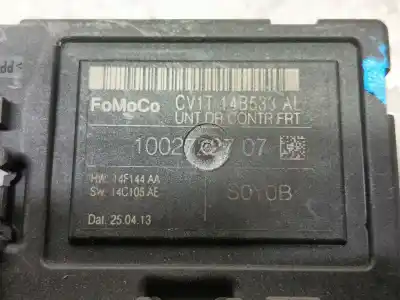 FoMoCo CV1T 14B533 AL
UNT DR CONTR FRT
07
HW: 14F144 AA
SW: 14C105 AE
S010B
Dat. 25.04.13